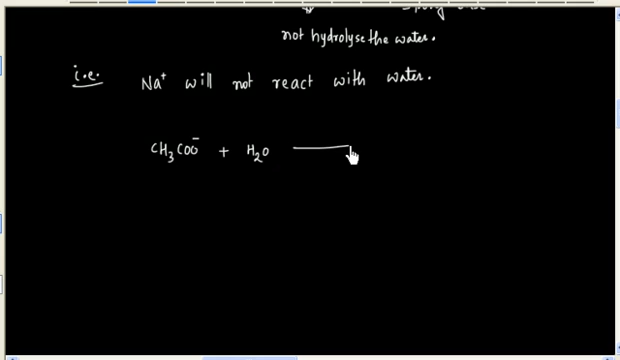 not hydrolyse the water.
i.e. Na⁺ will not react with water.
CH₃COO⁻ + H₂O